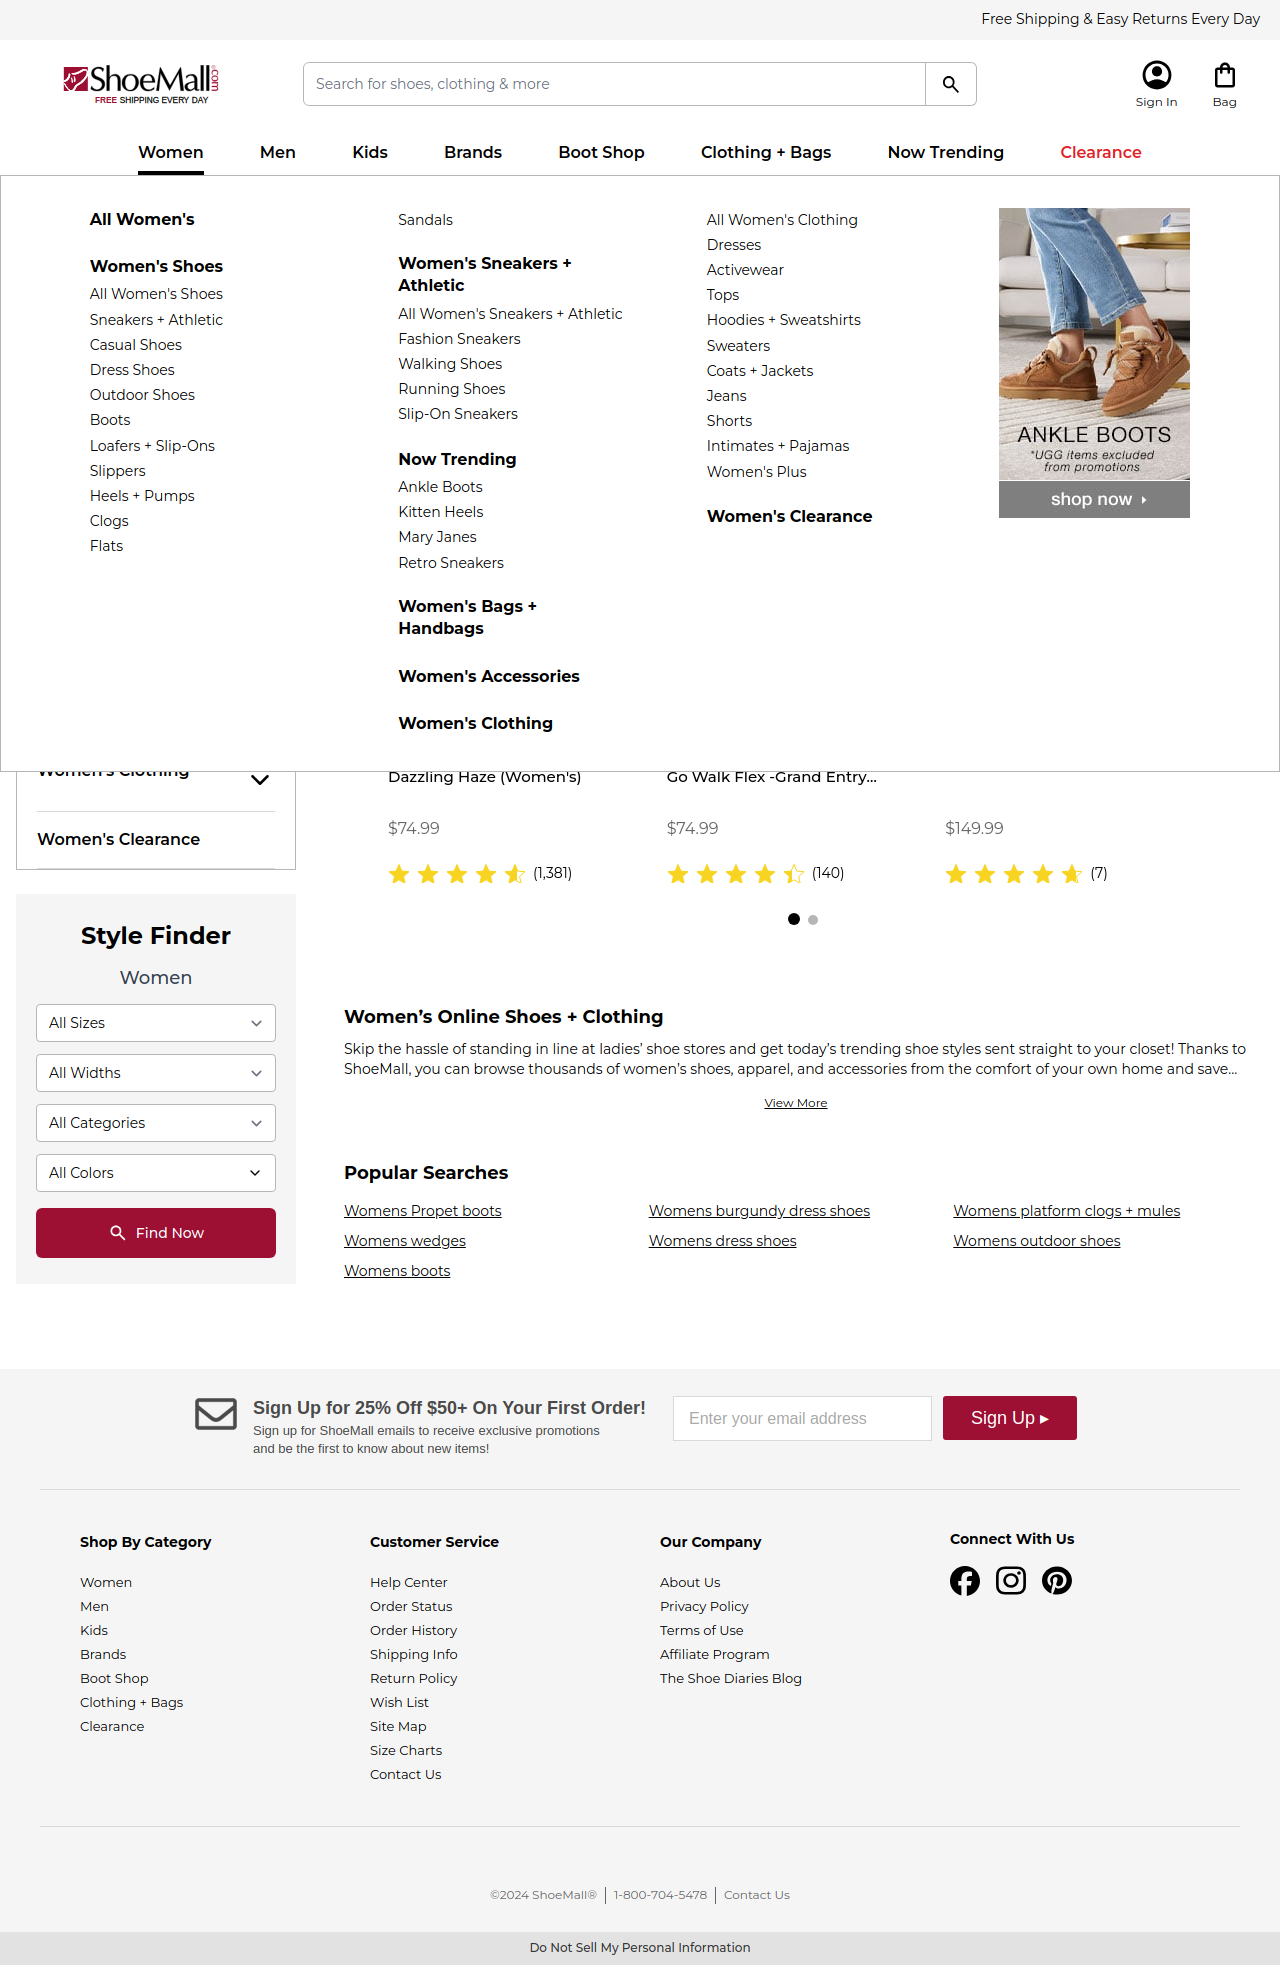 Free Shipping & Easy Returns Every Day
ShoeMall.com
FREE SHIPPING EVERY DAY
Search for shoes, clothing & more
Sign In
Bag
Women
Men
Kids
Brands
Boot Shop
Clothing + Bags
Now Trending
Clearance
All Women's
Women's Shoes
All Women's Shoes
Sneakers + Athletic
Casual Shoes
Dress Shoes
Outdoor Shoes
Boots
Loafers + Slip-Ons
Slippers
Heels + Pumps
Clogs
Flats
Sandals
Women's Sneakers +
Athletic
All Women's Sneakers + Athletic
Fashion Sneakers
Walking Shoes
Running Shoes
Slip-On Sneakers
Now Trending
Ankle Boots
Kitten Heels
Mary Janes
Retro Sneakers
Women's Bags +
Handbags
Women's Accessories
Women's Clothing
All Women's Clothing
Dresses
Activewear
Tops
Hoodies + Sweatshirts
Sweaters
Coats + Jackets
Jeans
Shorts
Intimates + Pajamas
Women's Plus
Women's Clearance
ANKLE BOOTS
*UGG items excluded
from promotions
shop now
Women's Clothing
Women's Clearance
Dazzling Haze (Women's)
$74.99
(1,381)
Go Walk Flex -Grand Entry...
$74.99
(140)
$149.99
(7)
Style Finder
Women
All Sizes
All Widths
All Categories
All Colors
Find Now
Women’s Online Shoes + Clothing
Skip the hassle of standing in line at ladies’ shoe stores and get today’s trending shoe styles sent straight to your closet! Thanks to
ShoeMall, you can browse thousands of women’s shoes, apparel, and accessories from the comfort of your own home and save...
View More
Popular Searches
Womens Propet boots
Womens burgundy dress shoes
Womens platform clogs + mules
Womens wedges
Womens dress shoes
Womens outdoor shoes
Womens boots
Sign Up for 25% Off $50+ On Your First Order!
Sign up for ShoeMall emails to receive exclusive promotions
and be the first to know about new items!
Enter your email address
Sign Up ▸
Shop By Category
Women
Men
Kids
Brands
Boot Shop
Clothing + Bags
Clearance
Customer Service
Help Center
Order Status
Order History
Shipping Info
Return Policy
Wish List
Site Map
Size Charts
Contact Us
Our Company
About Us
Privacy Policy
Terms of Use
Affiliate Program
The Shoe Diaries Blog
Connect With Us
©2024 ShoeMall®
1-800-704-5478
Contact Us
Do Not Sell My Personal Information